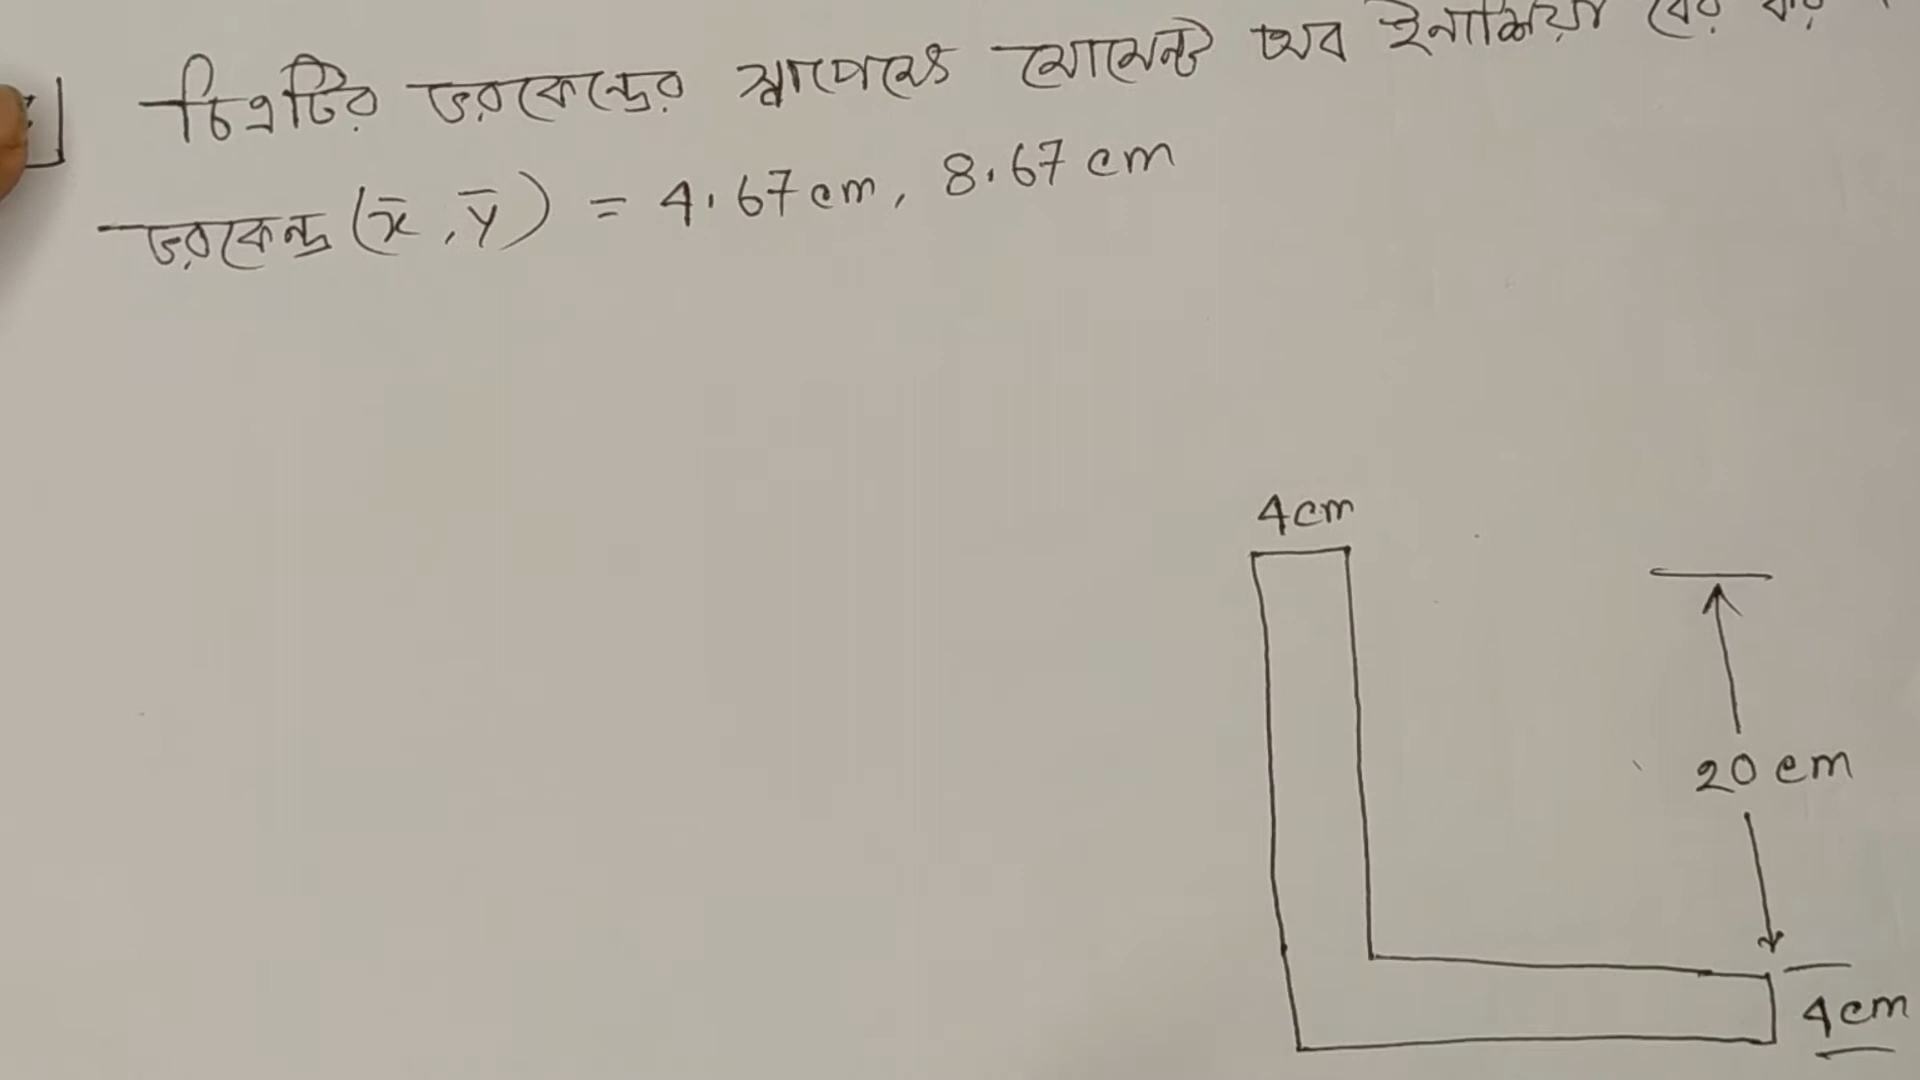 চিত্রটির ভরকেন্দ্রের সাপেক্ষে মোমেন্ট অব ইনার্শিয়া বের কর
ভরকেন্দ্র (x̄, ȳ) = 4.67 cm, 8.67 cm
4cm
20 cm
4cm